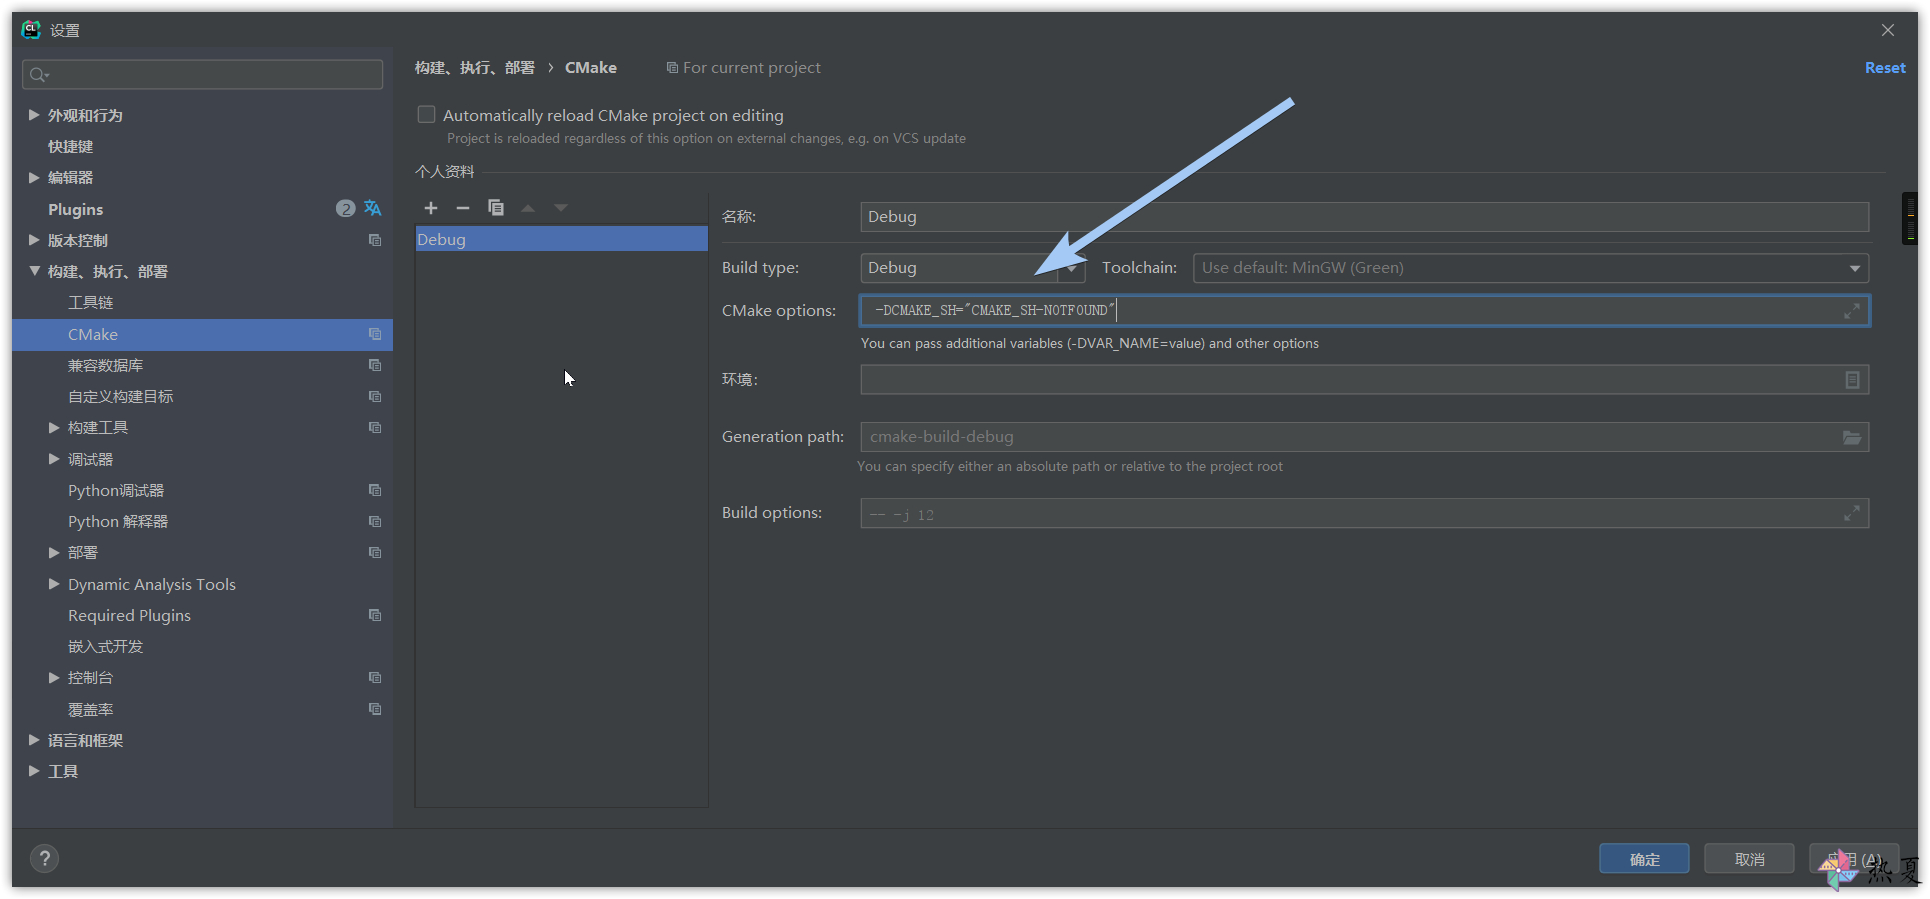 设置
外观和行为
快捷键
编辑器
Plugins 2
版本控制
构建、执行、部署
工具链
CMake
兼容数据库
自定义构建目标
构建工具
调试器
Python调试器
Python 解释器
部署
Dynamic Analysis Tools
Required Plugins
嵌入式开发
控制台
覆盖率
语言和框架
工具
构建、执行、部署 › CMake For current project Reset
Automatically reload CMake project on editing
Project is reloaded regardless of this option on external changes, e.g. on VCS update
个人资料
Debug
名称: Debug
Build type: Debug Toolchain: Use default: MinGW (Green)
CMake options: -DCMAKE_SH="CMAKE_SH-NOTFOUND"
You can pass additional variables (-DVAR_NAME=value) and other options
环境:
Generation path: cmake-build-debug
You can specify either an absolute path or relative to the project root
Build options: -- -j 12
?
确定 取消 应用 (A)
热夏